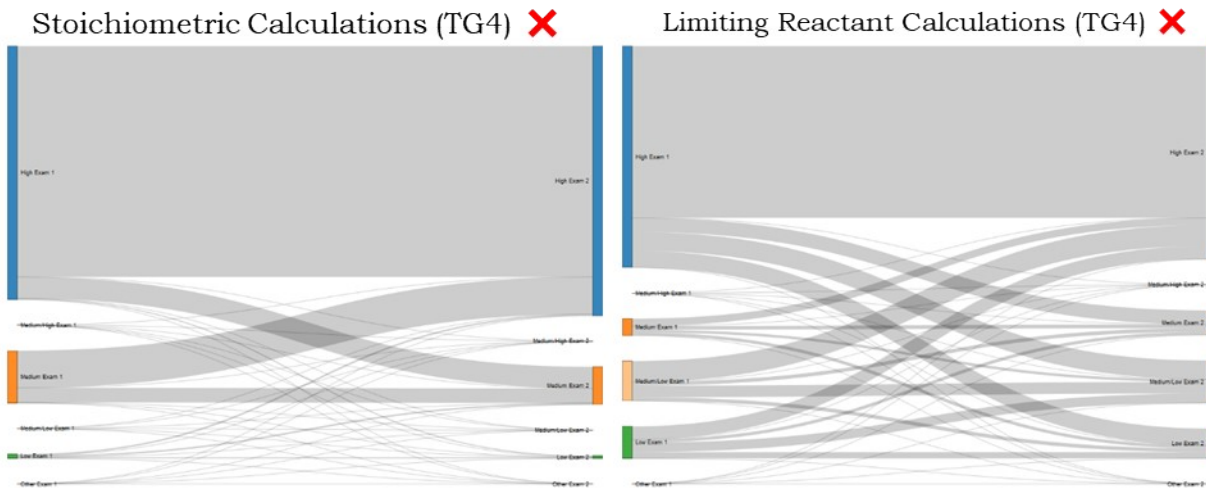 Stoichiometric Calculations (TG4) ❌
High Exam 1
High Exam 2
Medium/High Exam 1
Medium/High Exam 2
Medium Exam 1
Medium Exam 2
Medium/Low Exam 1
Medium/Low Exam 2
Low Exam 1
Low Exam 2
Other Exam 1
Other Exam 2
Limiting Reactant Calculations (TG4) ❌
High Exam 2
High Exam 1
Medium/High Exam 2
Medium/High Exam 1
Medium Exam 2
Medium Exam 1
Medium/Low Exam 1
Medium/Low Exam 2
Low Exam 1
Low Exam 2
Other Exam 1
Other Exam 2